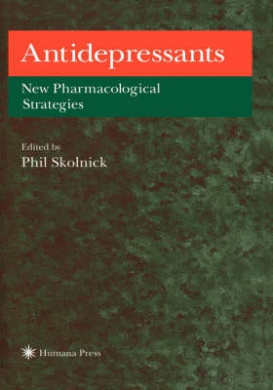 Antidepressants
New Pharmacological
Strategies
Edited by
Phil Skolnick
Humana Press